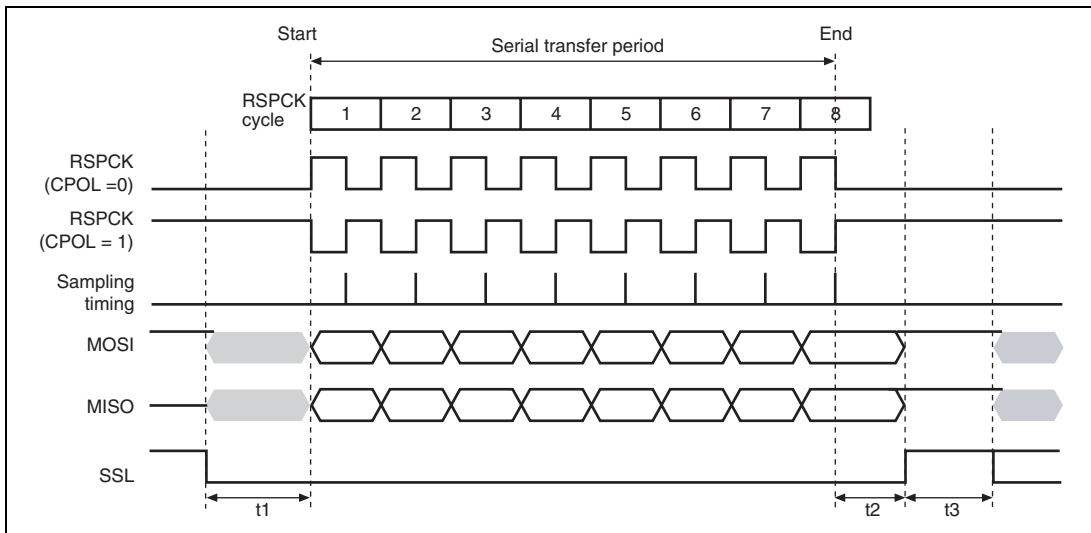 Start
End
Serial transfer period
RSPCK
cycle
1 2 3 4 5 6 7 8
RSPCK
(CPOL =0)
RSPCK
(CPOL = 1)
Sampling
timing
MOSI
MISO
SSL
t1
t2
t3